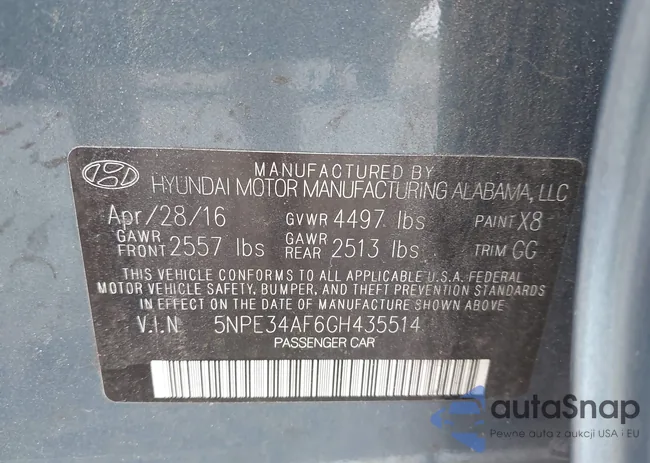 MANUFACTURED BY
HYUNDAI MOTOR MANUFACTURING ALABAMA, LLC
Apr/28/16 GVWR 4497 lbs PAINT X8
GAWR FRONT 2557 lbs GAWR REAR 2513 lbs TRIM GG
THIS VEHICLE CONFORMS TO ALL APPLICABLE U.S.A. FEDERAL
MOTOR VEHICLE SAFETY, BUMPER, AND THEFT PREVENTION STANDARDS
IN EFFECT ON THE DATE OF MANUFACTURE SHOWN ABOVE.
V.I.N 5NPE34AF6GH435514
PASSENGER CAR
autaSnap
Pewne auta z aukcji USA i EU